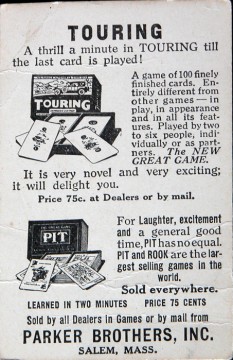 TOURING
A thrill a minute in TOURING till
the last card is played!
A game of 100 finely
finished cards. En-
tirely different from
other games — in
play, in appearance
and in all its feat-
ures. Played by two
to six people, indi-
vidually or as part-
ners. The NEW
GREAT GAME.
TOURING
It is very novel and very exciting;
it will delight you.
Price 75c. at Dealers or by mail.
PIT
For Laughter, excitement
and a general good
time, PIT has no equal.
PIT and ROOK are the lar-
gest selling games in the
world.
Sold everywhere.
LEARNED IN TWO MINUTES PRICE 75 CENTS
Sold by all Dealers in Games or by mail from
PARKER BROTHERS, INC.
SALEM, MASS.